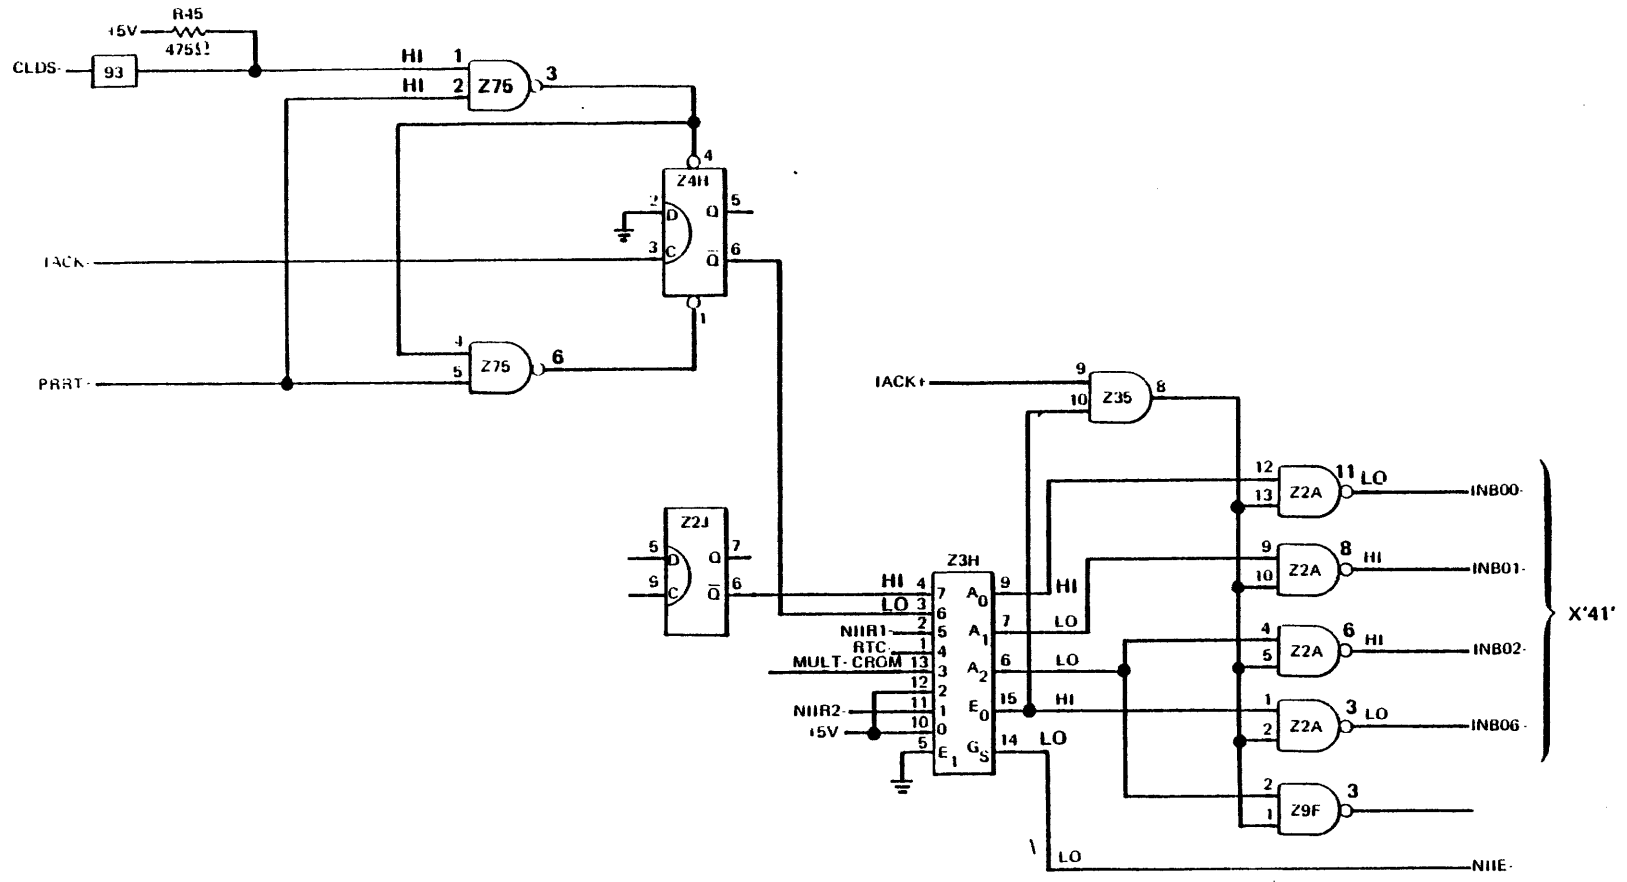 R45
+5V
475Ω
CLDS-
93
HI 1
HI 2
Z75
3
4
Z4H
2 D Q 5
3 C Q̅ 6
1
IACK-
4
5
Z75
6
PRRT-
IACK+
9
10
Z35
8
Z2J
5 D Q 7
9 C Q̅ 6
Z3H
HI 4 7 A0 9 HI
LO 3 6
NIIR1- 2 5 A1 7 LO
RTC- 1 4
MULT-CROM 13 3 A2 6 LO
12 2
NIIR2- 11 1 E0 15 HI
+5V 10 0
5 E1 GS 14 LO
12
13
Z2A
11 LO
INB00-
9
10
Z2A
8 HI
INB01-
4
5
Z2A
6 HI
INB02-
1
2
Z2A
3 LO
INB06-
X'41'
2
1
Z9F
3
LO
NIIE-